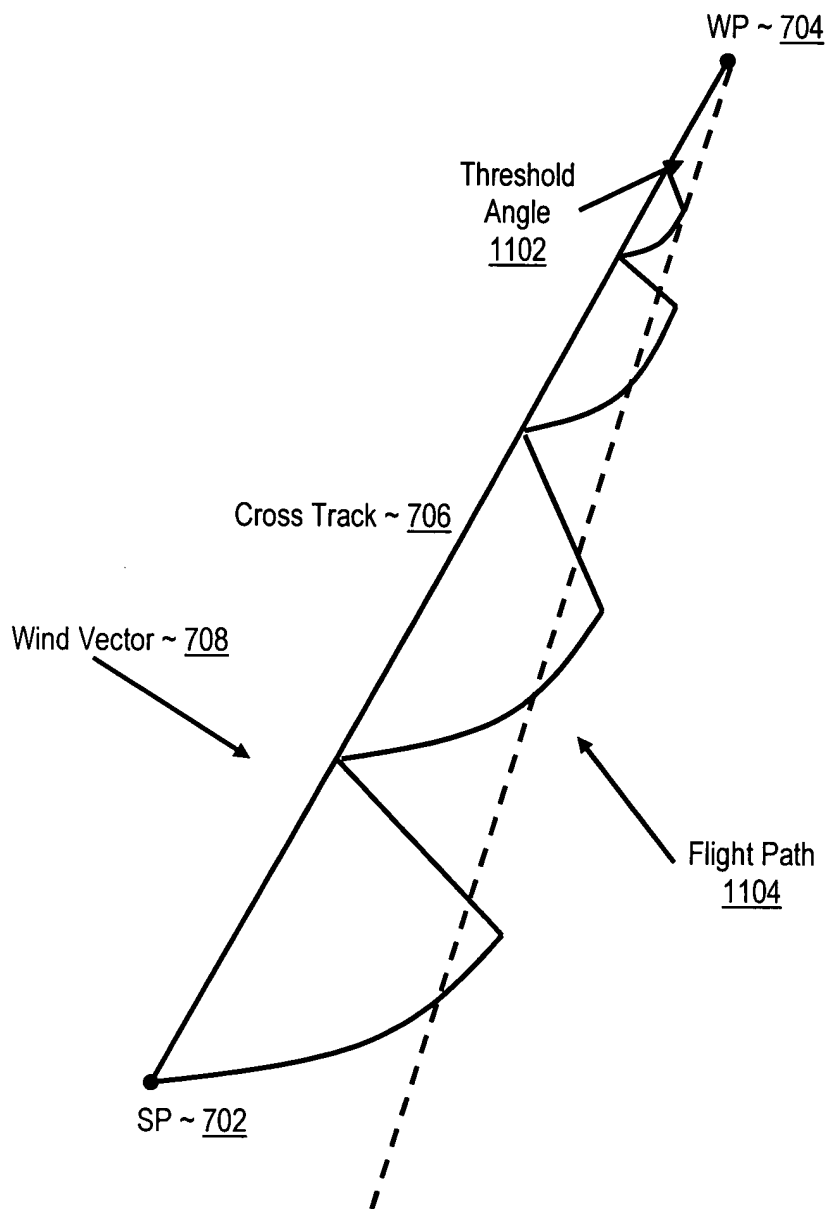 WP ~ 704
Threshold
Angle
1102
Cross Track ~ 706
Wind Vector ~ 708
Flight Path
1104
SP ~ 702